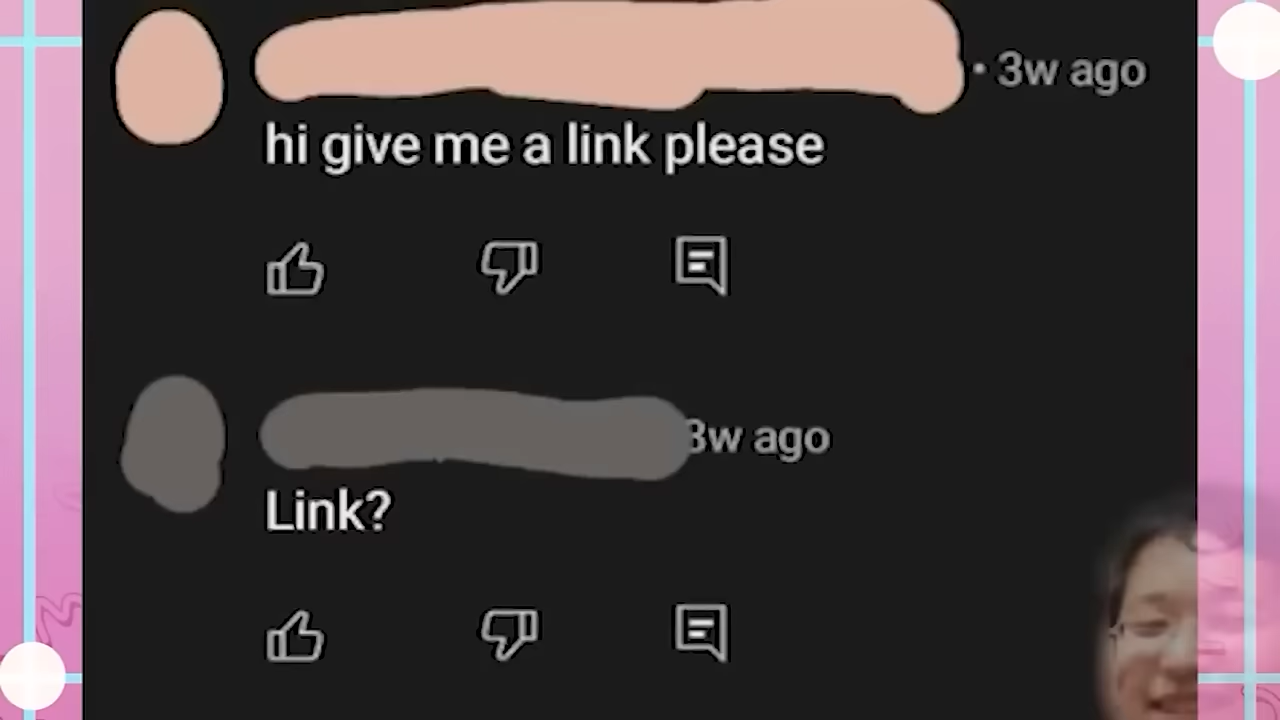 • 3w ago
hi give me a link please
3w ago
Link?